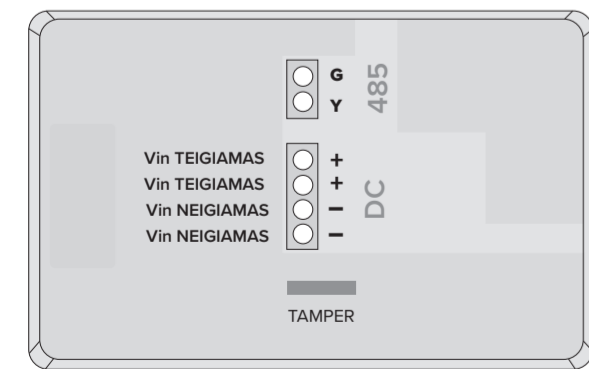 G
Y
485
Vin TEIGIAMAS +
Vin TEIGIAMAS +
Vin NEIGIAMAS −
Vin NEIGIAMAS −
DC
TAMPER